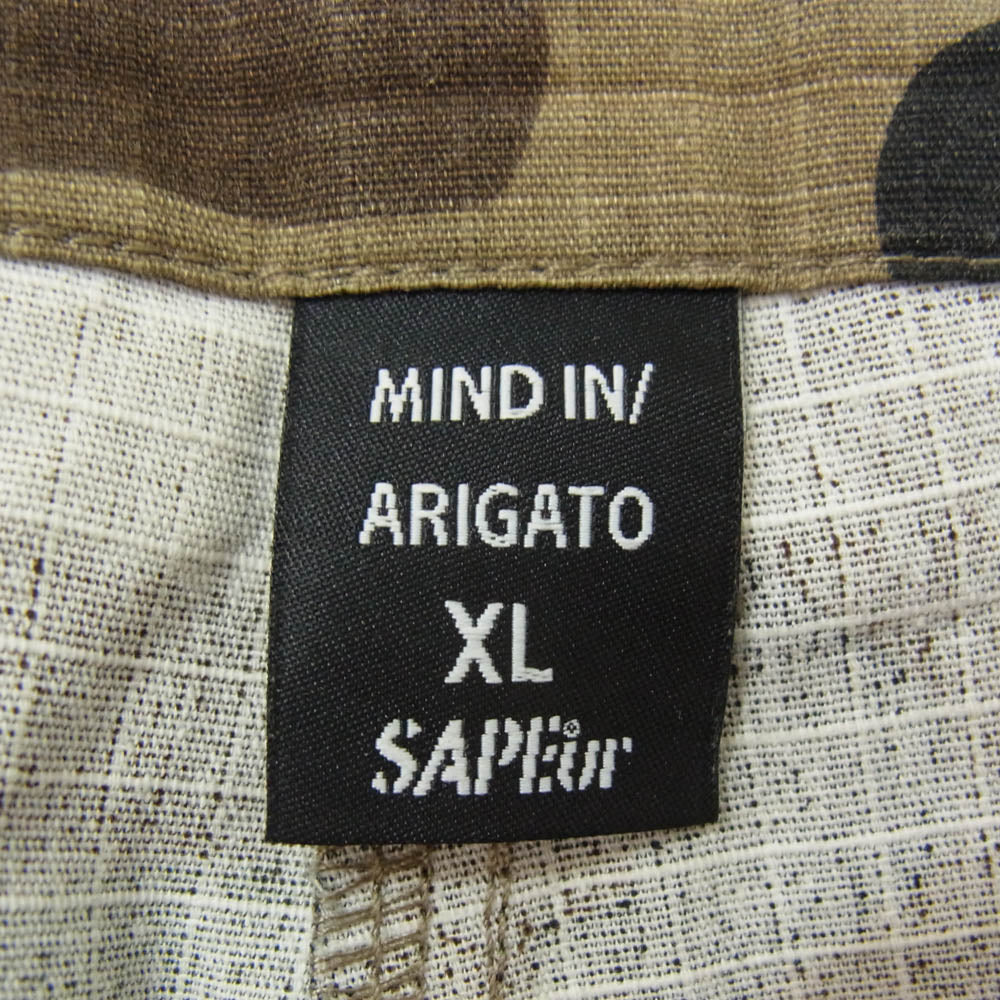 MIND IN/
ARIGATO
XL
SAPEur